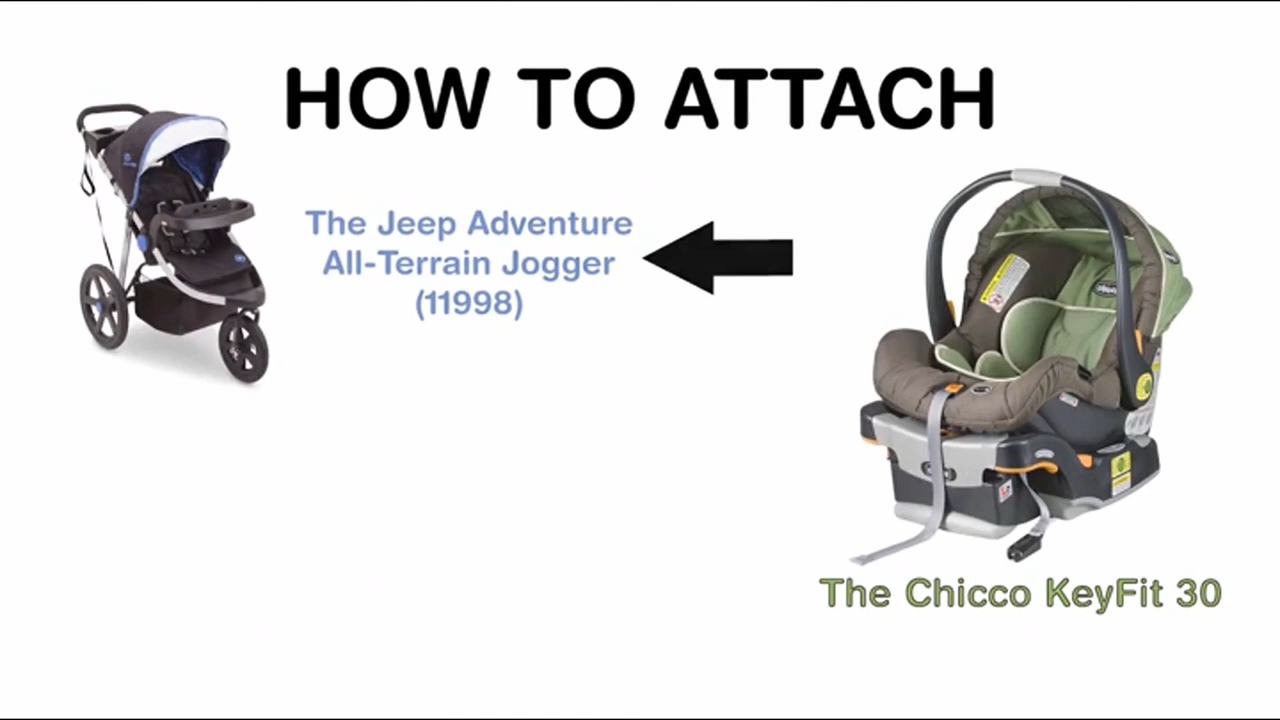 HOW TO ATTACH
The Jeep Adventure
All-Terrain Jogger
(11998)
The Chicco KeyFit 30